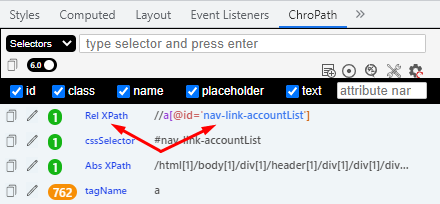 Styles Computed Event Listeners ChroPath
Selectors type selector and press enter
6.0
id class name placeholder text attribute nar
1 Rel XPath //a[@id='nav-link-accountList']
1 cssSelector #nav-link-accountList
1 Abs XPath /html[1]/body[1]/div[1]/header[1]/div[1]/div[1]/div...
762 tagName a